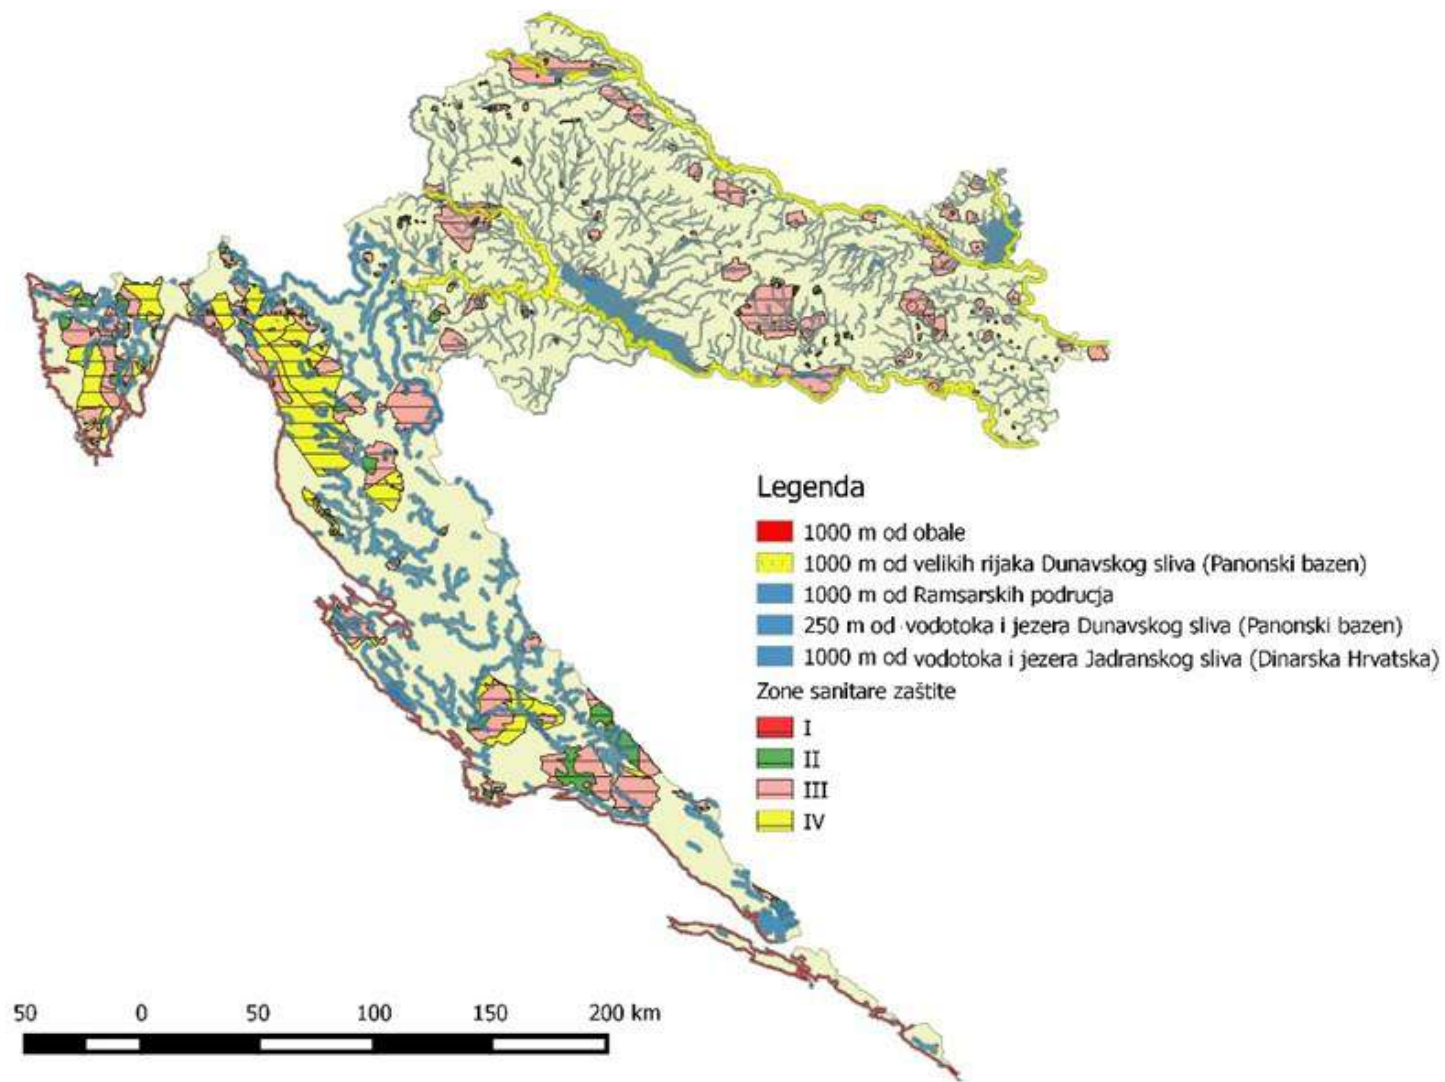 Legenda
1000 m od obale
1000 m od velikih rijaka Dunavskog sliva (Panonski bazen)
1000 m od Ramsarskih podrucja
250 m od vodotoka i jezera Dunavskog sliva (Panonski bazen)
1000 m od vodotoka i jezera Jadranskog sliva (Dinarska Hrvatska)
Zone sanitare zaštite
I
II
III
IV
50 0 50 100 150 200 km